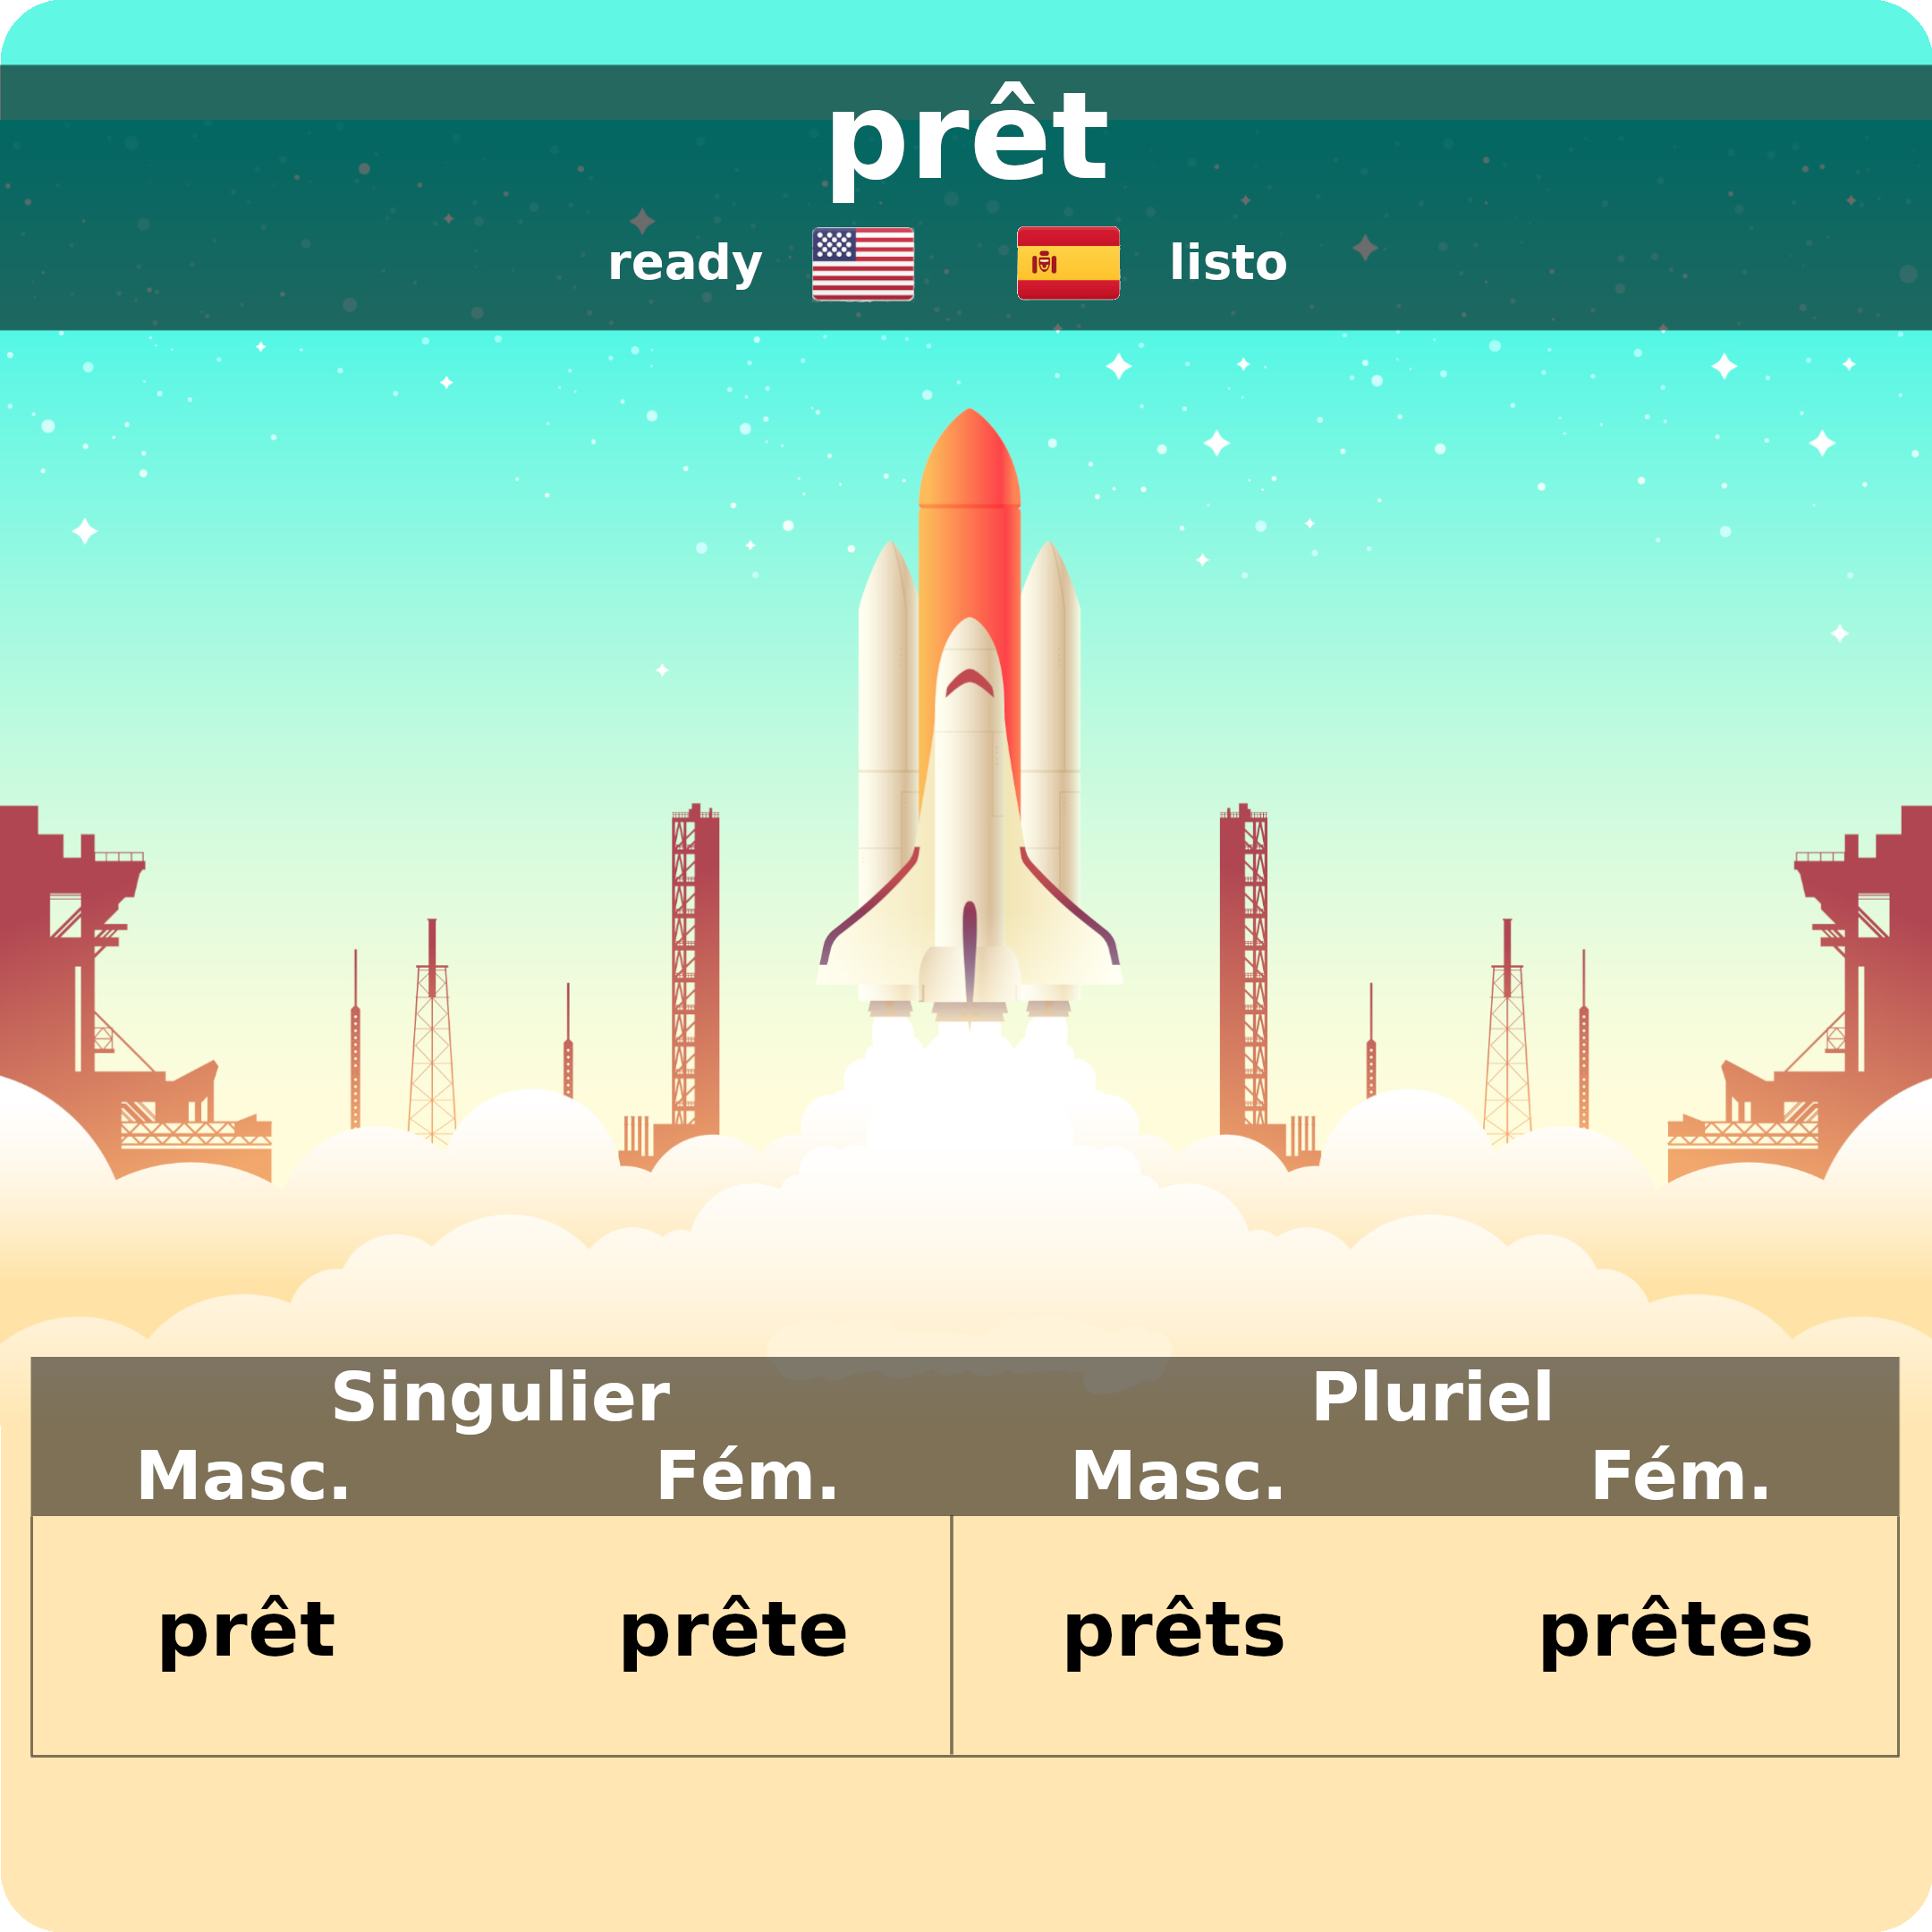 prêt
ready listo
Singulier Pluriel
Masc. Fém. Masc. Fém.
prêt prête prêts prêtes